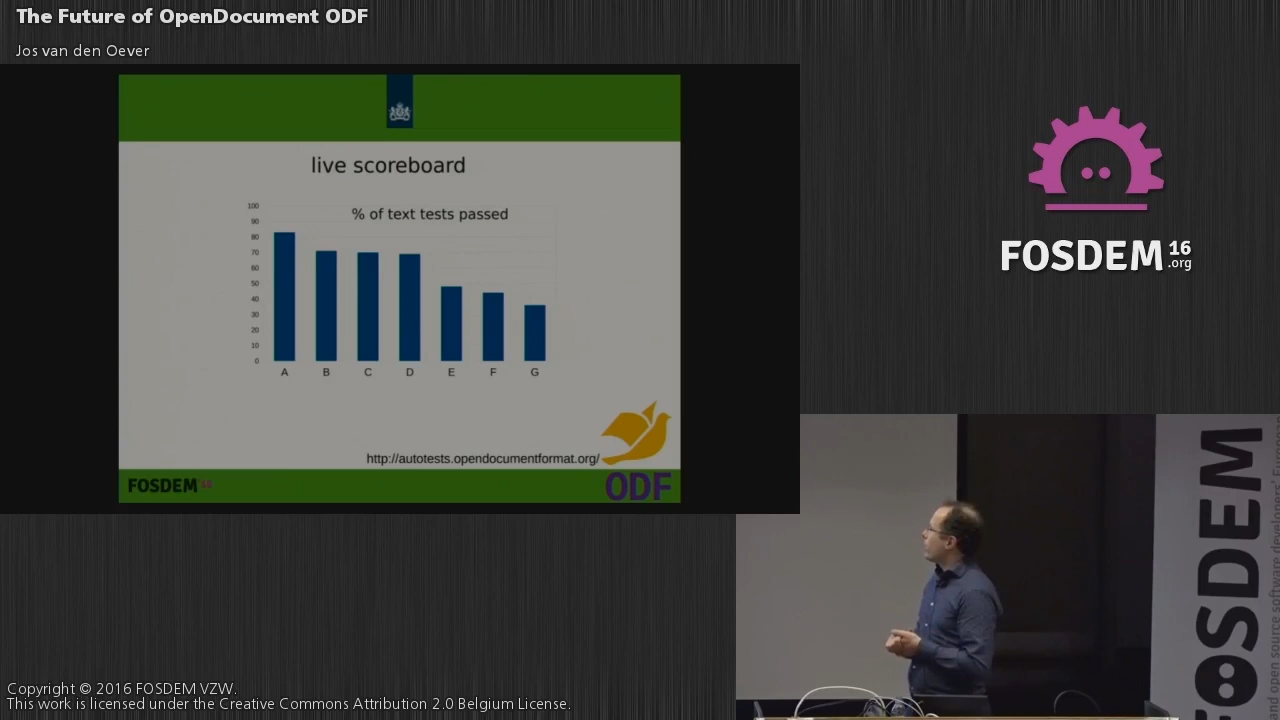 The Future of OpenDocument ODF
Jos van den Oever
live scoreboard
% of text tests passed
100
90
80
70
60
50
40
30
20
10
0
A B C D E F G
http://autotests.opendocumentformat.org/
FOSDEM'16
ODF
FOSDEM 16
.org
FOSDEM
Copyright © 2016 FOSDEM VZW.
This work is licensed under the Creative Commons Attribution 2.0 Belgium License.